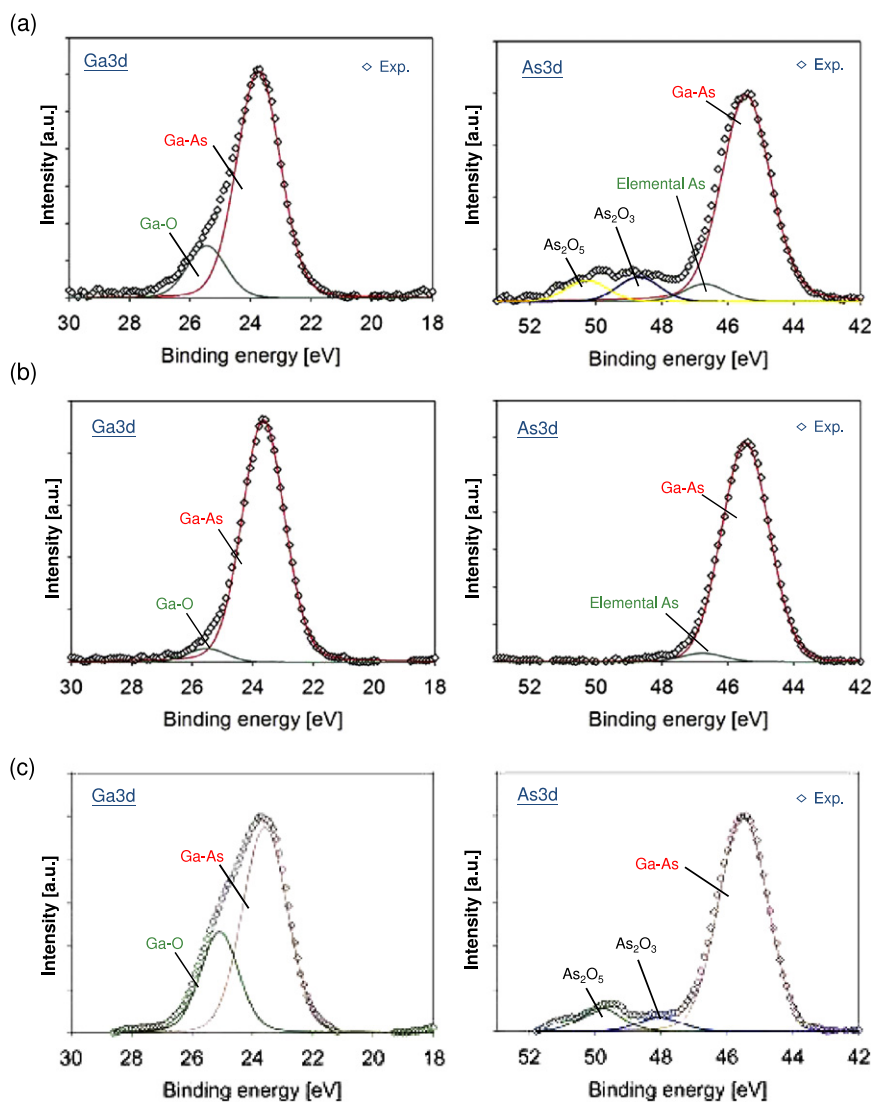 (a)
Ga3d
Exp.
Ga-As
Ga-O
Intensity [a.u.]
30 28 26 24 22 20 18
Binding energy [eV]
As3d
Exp.
Ga-As
Elemental As
As₂O₃
As₂O₅
Intensity [a.u.]
52 50 48 46 44 42
Binding energy [eV]
(b)
Ga3d
Exp.
Ga-As
Ga-O
Intensity [a.u.]
30 28 26 24 22 20 18
Binding energy [eV]
As3d
Exp.
Ga-As
Elemental As
Intensity [a.u.]
52 50 48 46 44 42
Binding energy [eV]
(c)
Ga3d
Ga-As
Ga-O
Intensity [a.u.]
30 28 26 24 22 20 18
Binding energy [eV]
As3d
Exp.
Ga-As
As₂O₃
As₂O₅
Intensity [a.u.]
52 50 48 46 44 42
Binding energy [eV]